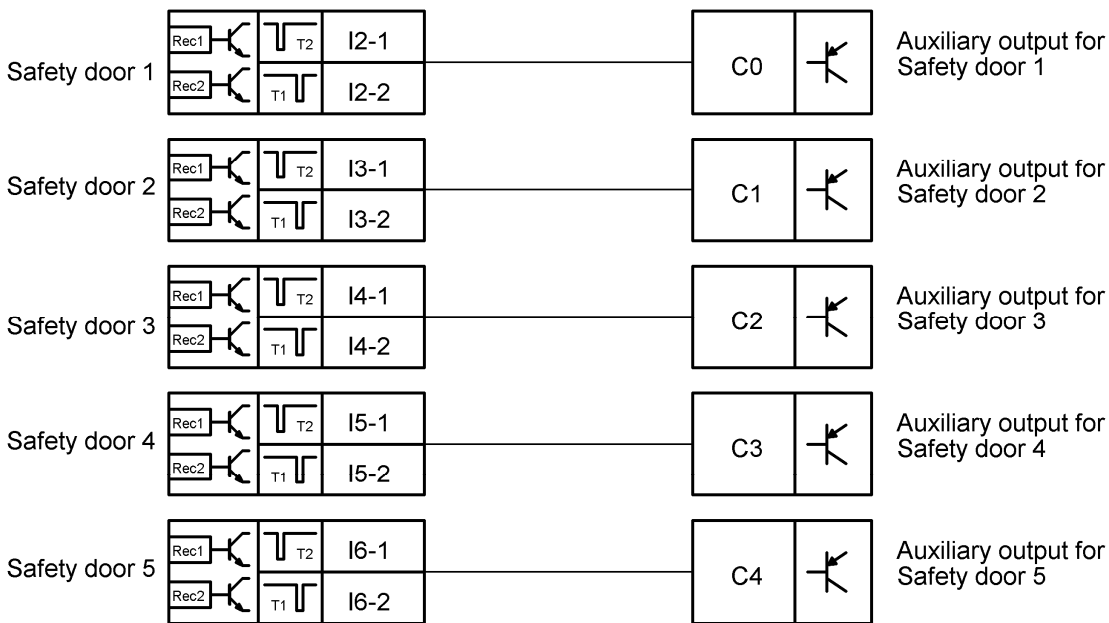 Safety door 1
Rec1
T2
I2-1
Rec2
T1
I2-2
C0
Auxiliary output for
Safety door 1
Safety door 2
Rec1
T2
I3-1
Rec2
T1
I3-2
C1
Auxiliary output for
Safety door 2
Safety door 3
Rec1
T2
I4-1
Rec2
T1
I4-2
C2
Auxiliary output for
Safety door 3
Safety door 4
Rec1
T2
I5-1
Rec2
T1
I5-2
C3
Auxiliary output for
Safety door 4
Safety door 5
Rec1
T2
I6-1
Rec2
T1
I6-2
C4
Auxiliary output for
Safety door 5